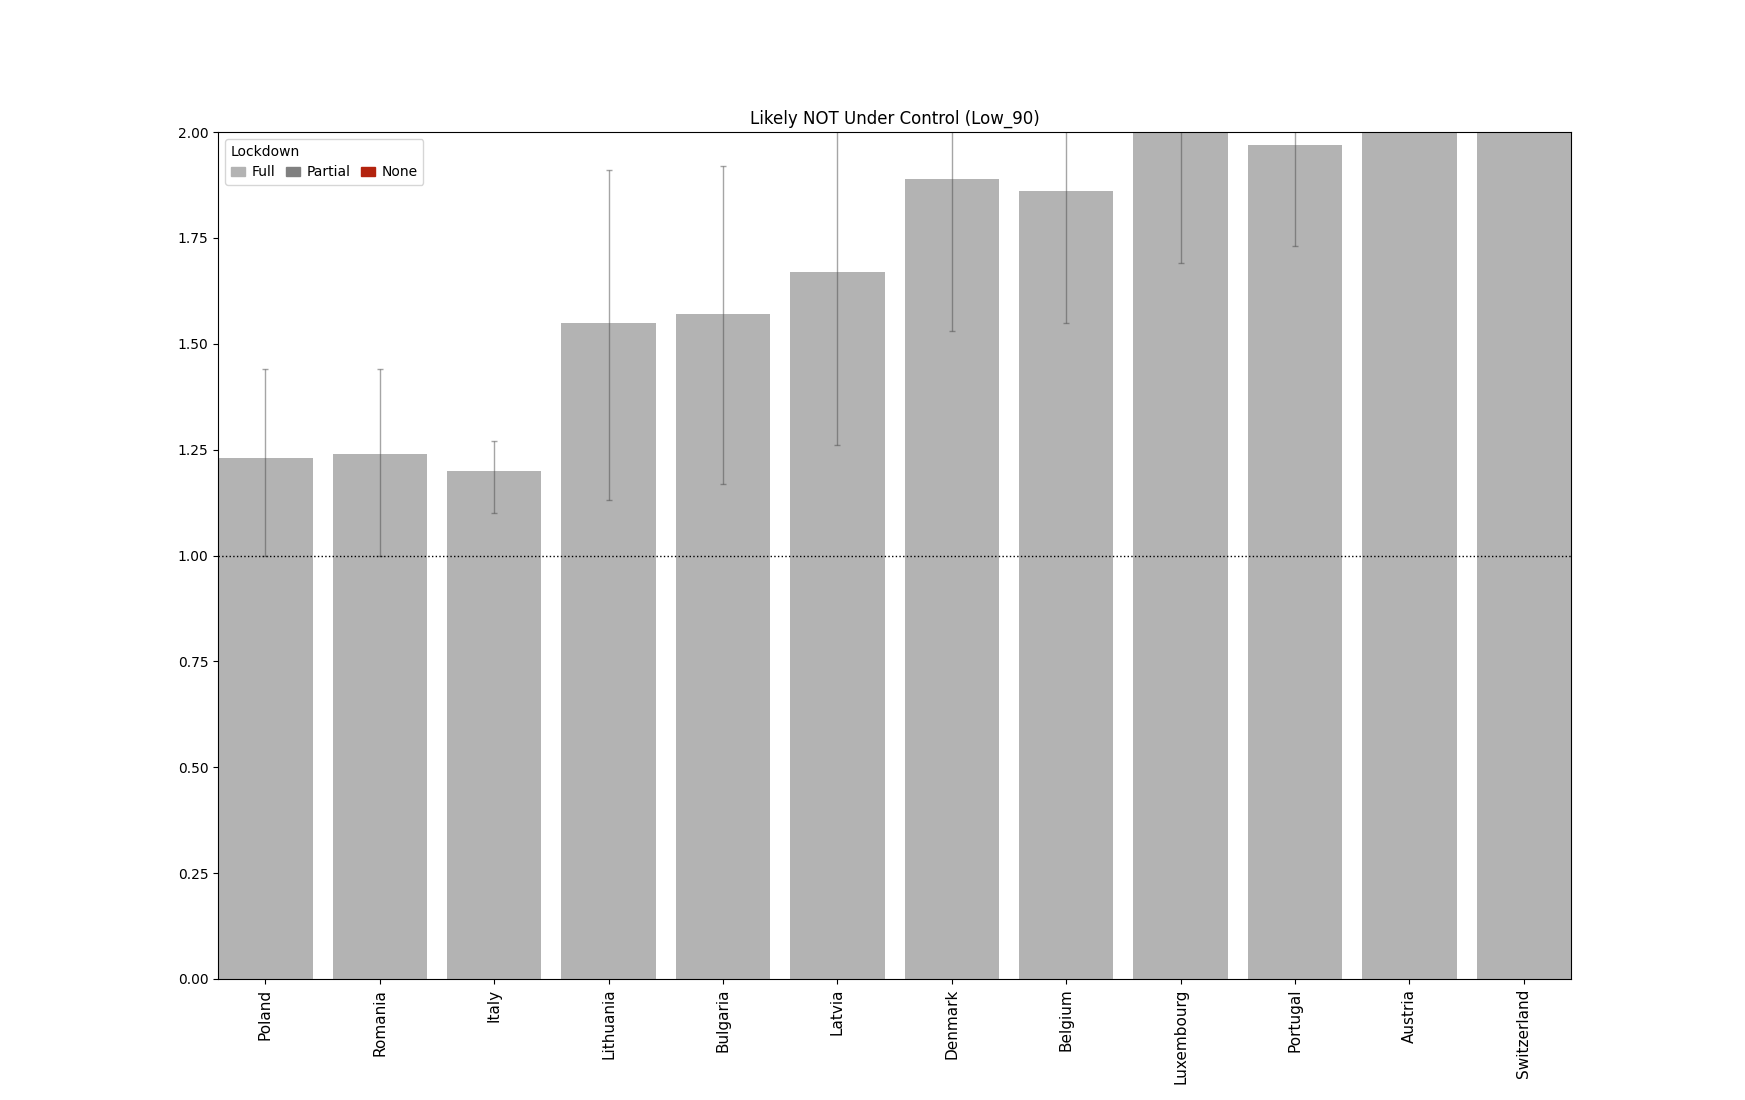 Likely NOT Under Control (Low_90)
Lockdown
Full Partial None
2.00
1.75
1.50
1.25
1.00
0.75
0.50
0.25
0.00
Poland
Romania
Italy
Lithuania
Bulgaria
Latvia
Denmark
Belgium
Luxembourg
Portugal
Austria
Switzerland